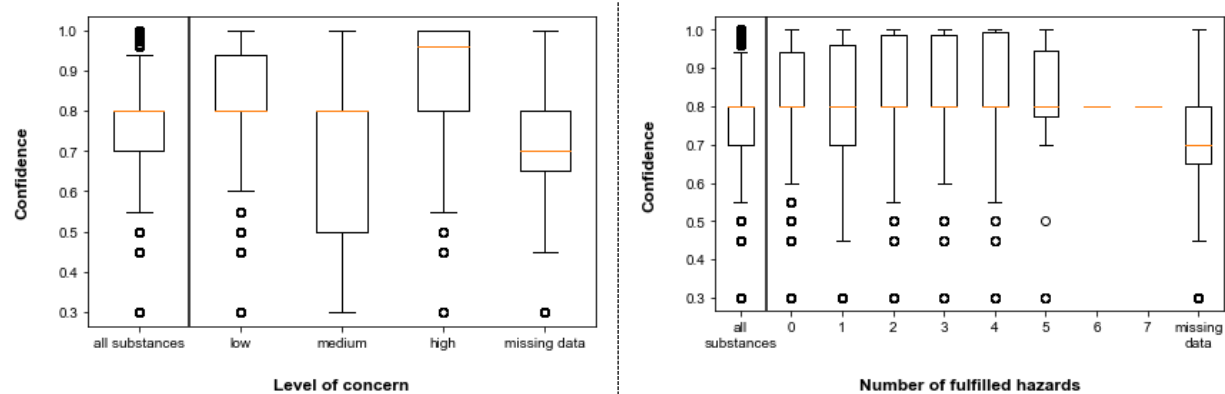 1.0
0.9
0.8
0.7
0.6
0.5
0.4
0.3
Confidence
all substances low medium high missing data
Level of concern
1.0
0.9
0.8
0.7
0.6
0.5
0.4
0.3
Confidence
all 0 1 2 3 4 5 6 7 missing
substances data
Number of fulfilled hazards